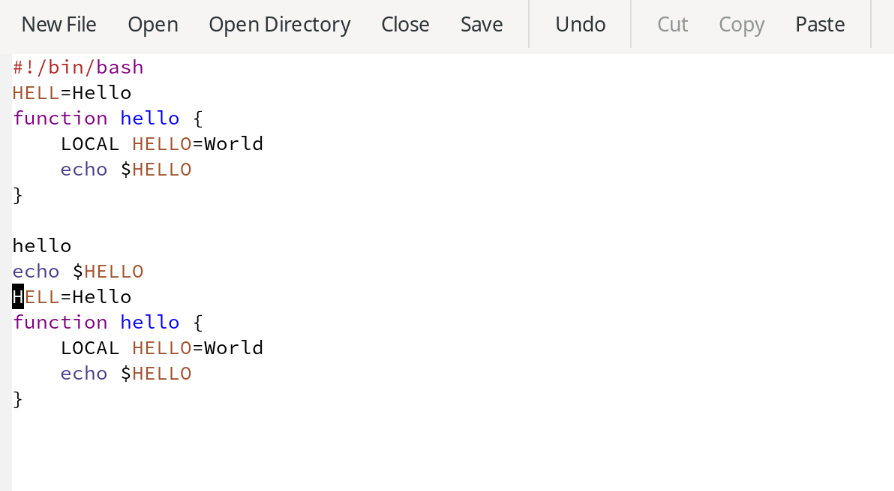 New File Open Open Directory Close Save Undo Cut Copy Paste
#!/bin/bash
HELL=Hello
function hello {
    LOCAL HELLO=World
    echo $HELLO
}

hello
echo $HELLO
HELL=Hello
function hello {
    LOCAL HELLO=World
    echo $HELLO
}